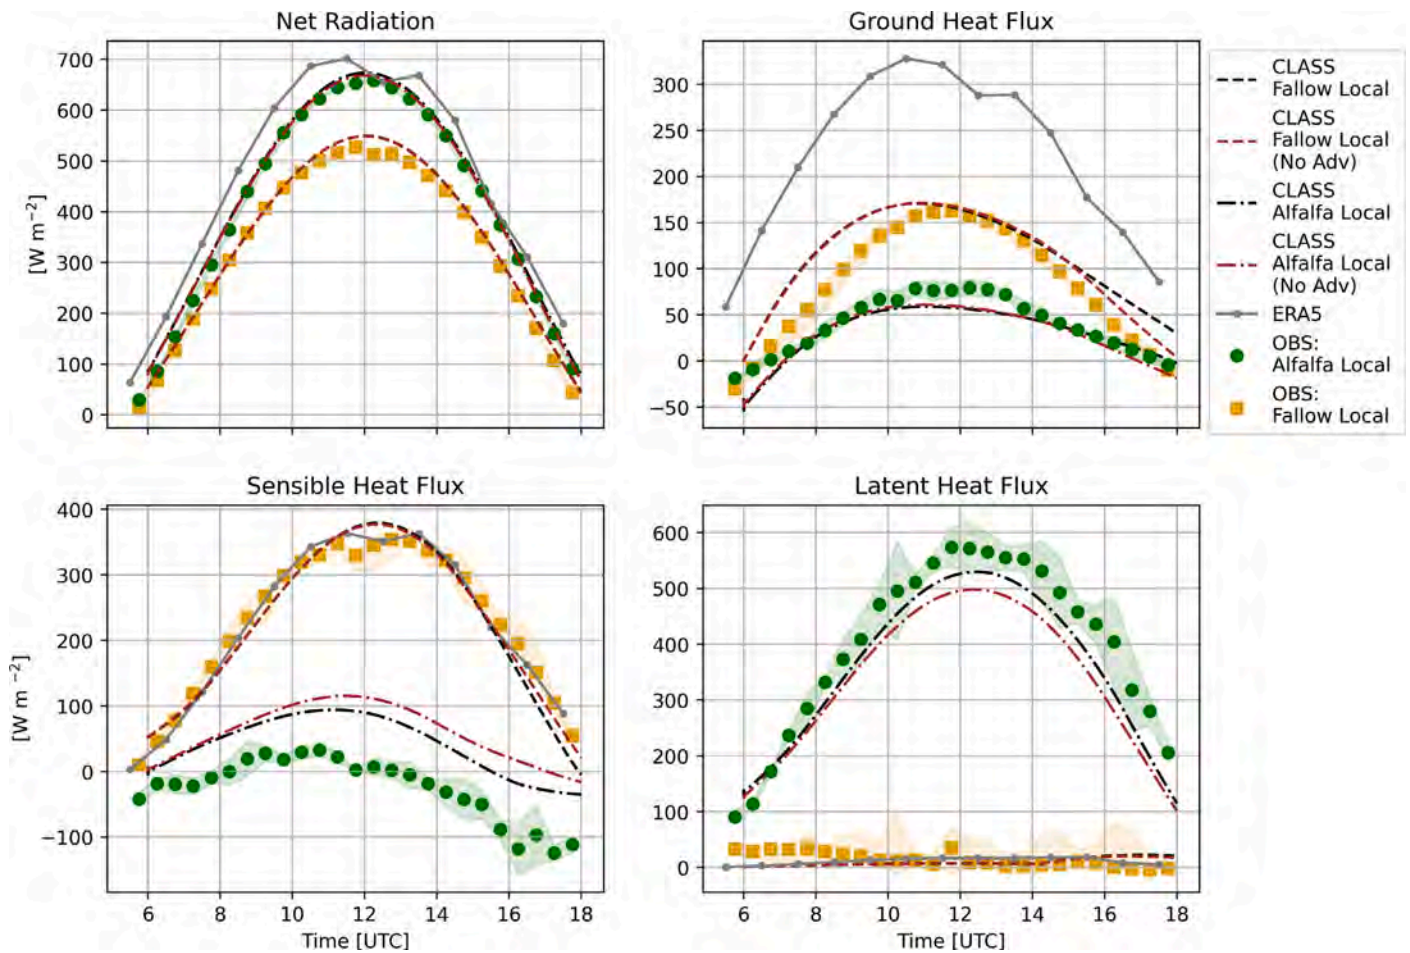 Net Radiation
700
600
500
400
300
200
100
0
[W m⁻²]
Ground Heat Flux
300
250
200
150
100
50
0
−50
CLASS
Fallow Local
CLASS
Fallow Local
(No Adv)
CLASS
Alfalfa Local
CLASS
Alfalfa Local
(No Adv)
ERA5
OBS:
Alfalfa Local
OBS:
Fallow Local
Sensible Heat Flux
400
300
200
100
0
−100
[W m⁻²]
6 8 10 12 14 16 18
Time [UTC]
Latent Heat Flux
600
500
400
300
200
100
0
6 8 10 12 14 16 18
Time [UTC]